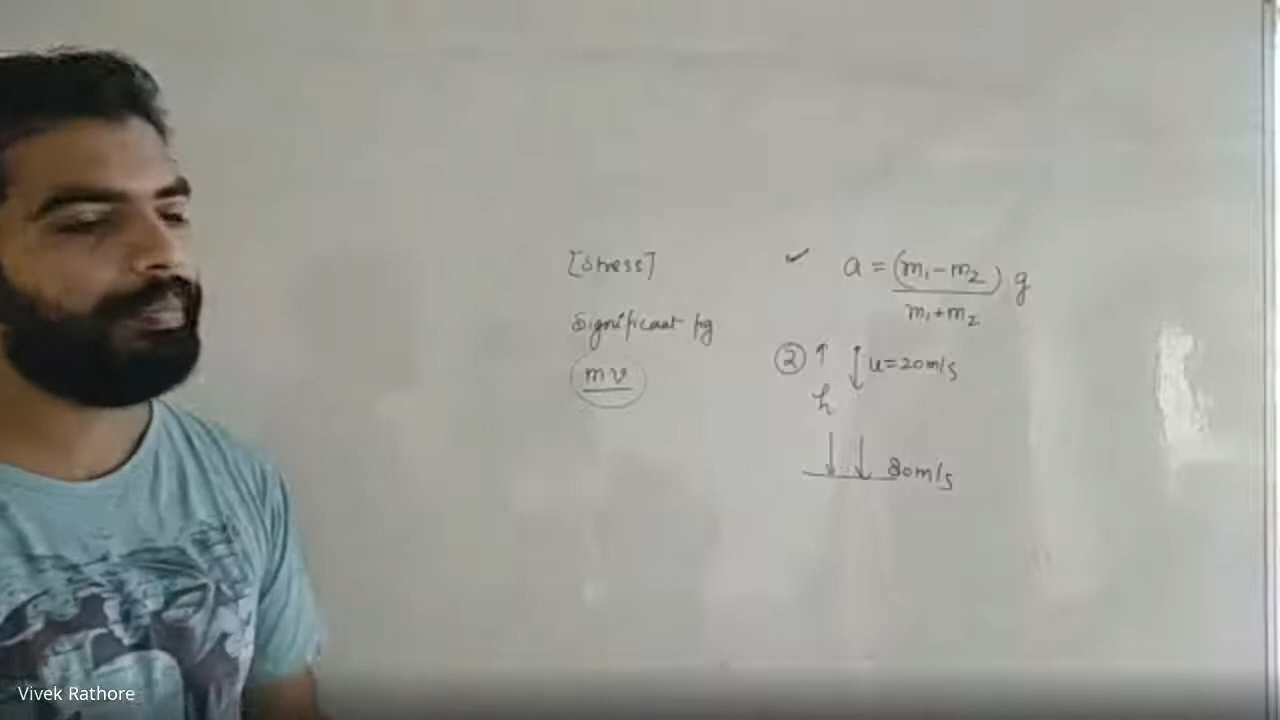 [Stress]
Significant fig
mv
✓ a = (m₁-m₂) g
m₁+m₂
② ↑ ↓ u=20m/s
h
↓ ↓ 80m/s
Vivek Rathore